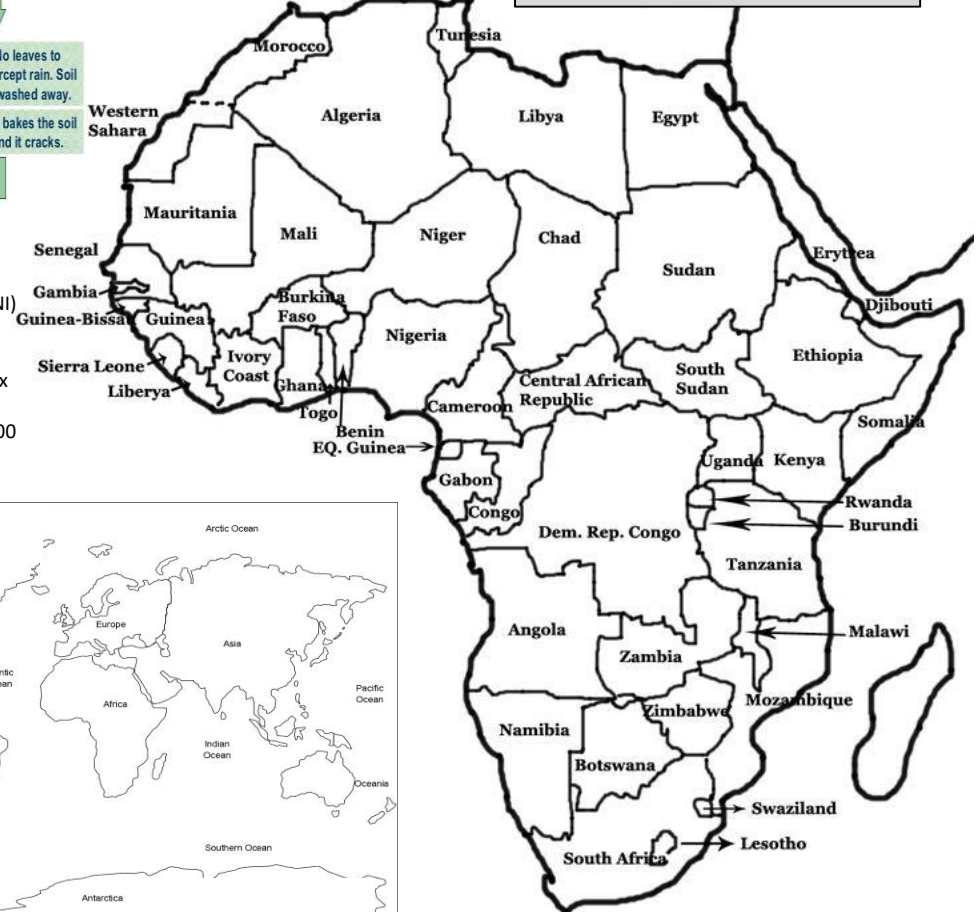 Morocco
Tunesia
Western
Sahara
Algeria
Libya
Egypt
leaves to
rain. Soil
washed away.
bakes the soil
it cracks.
Mauritania
Mali
Niger
Chad
Sudan
Erytrea
Djibouti
Senegal
Gambia
Guinea-Bissau
Guinea
Burkina
Faso
Nigeria
Sierra Leone
Liberya
Ivory
Coast
Ghana
Togo
Benin
Cameroon
Central African
Republic
South
Sudan
Ethiopia
Somalia
EQ. Guinea
Gabon
Congo
Uganda
Kenya
Rwanda
Burundi
Dem. Rep. Congo
Tanzania
Angola
Zambia
Malawi
Mozambique
Zimbabwe
Namibia
Botswana
Swaziland
Lesotho
South Africa
Arctic Ocean
Europe
Asia
Africa
Pacific
Ocean
Indian
Ocean
Oceania
Southern Ocean
Antarctica